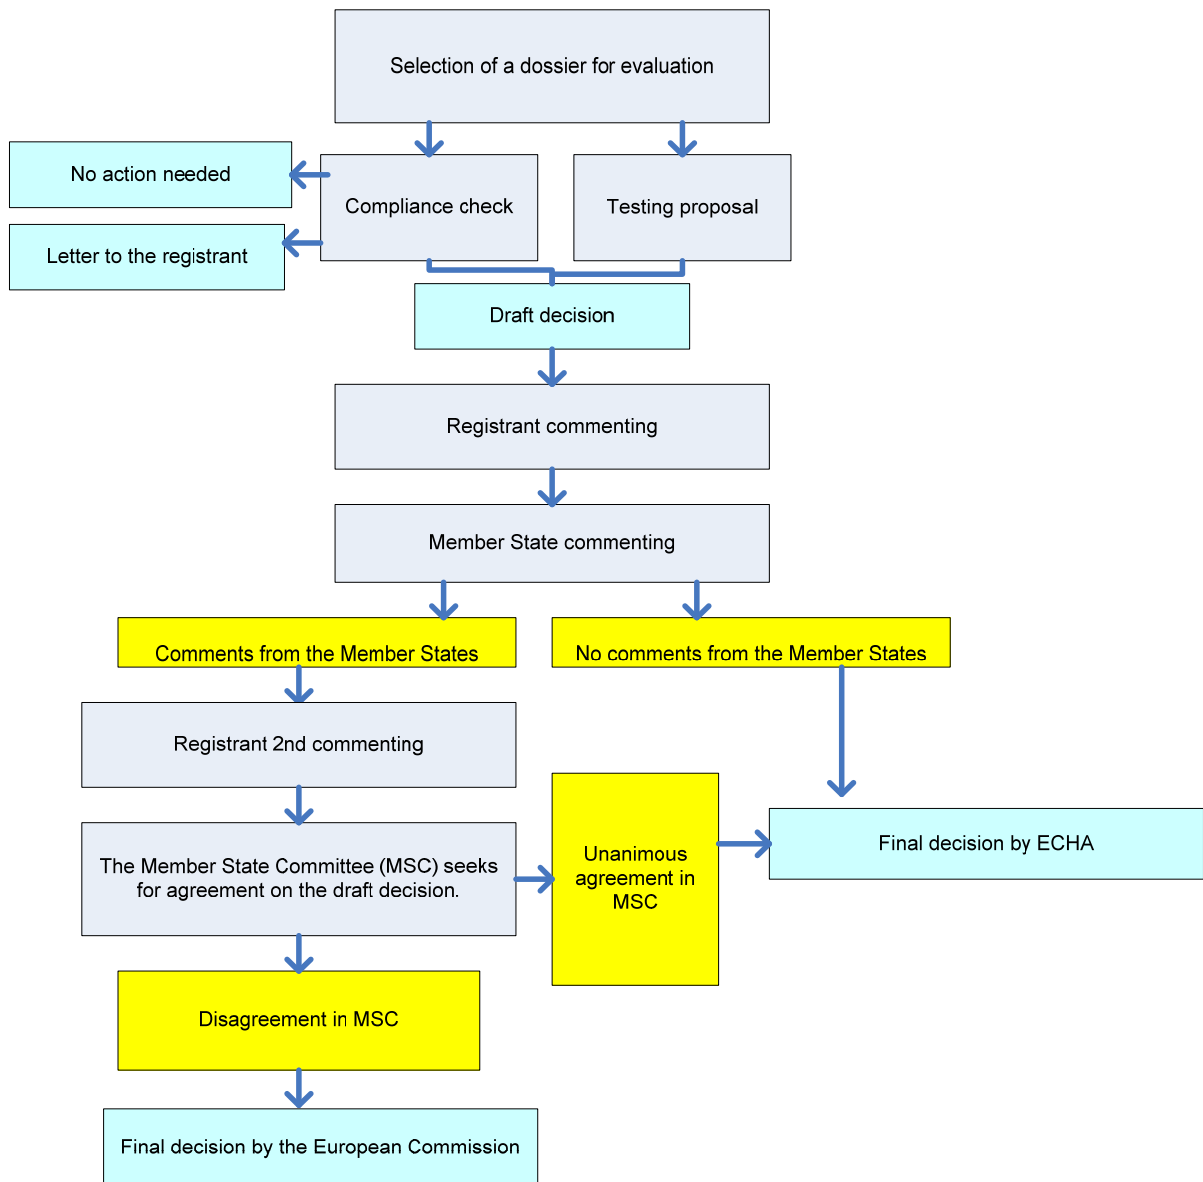 Selection of a dossier for evaluation
No action needed
Compliance check
Testing proposal
Letter to the registrant
Draft decision
Registrant commenting
Member State commenting
Comments from the Member States
No comments from the Member States
Registrant 2nd commenting
The Member State Committee (MSC) seeks
for agreement on the draft decision.
Unanimous
agreement in
MSC
Final decision by ECHA
Disagreement in MSC
Final decision by the European Commission